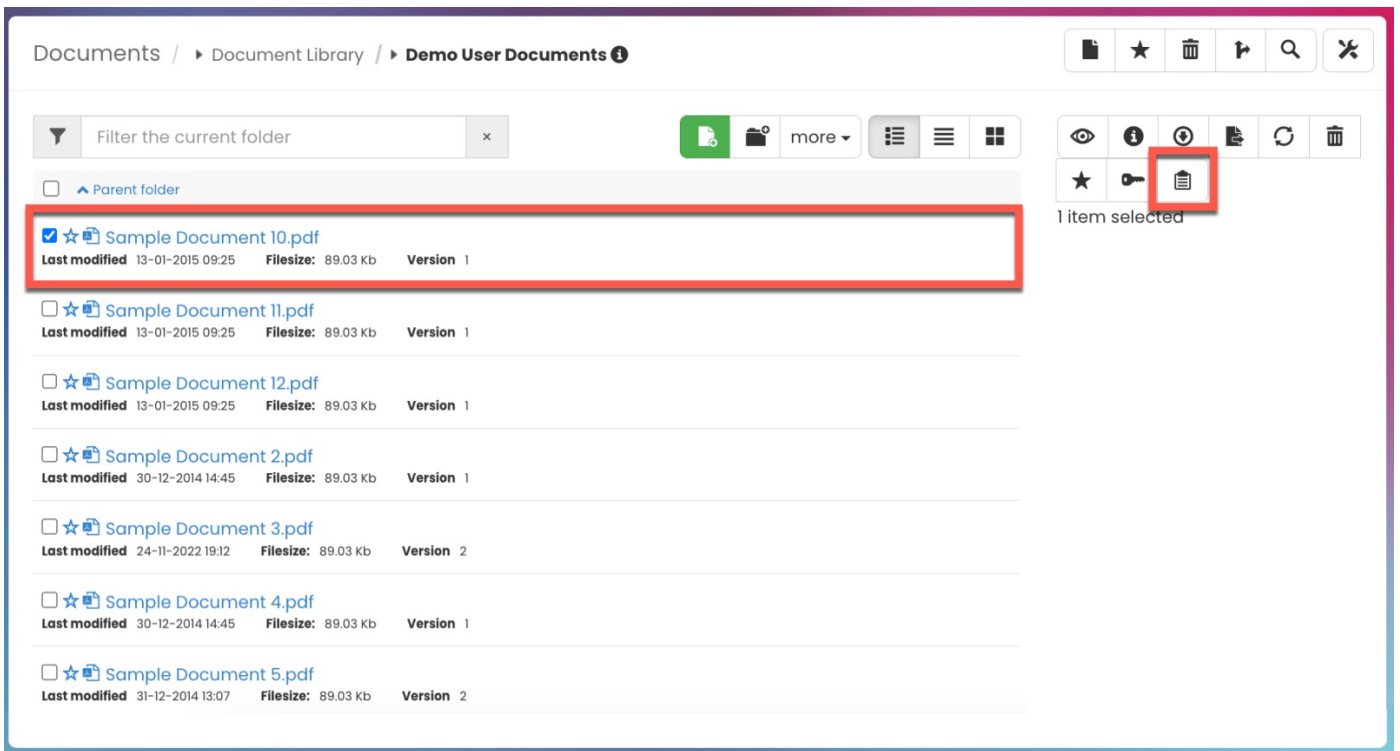 Documents / Document Library / Demo User Documents
Filter the current folder ×
more
Parent folder
1 item selected
Sample Document 10.pdf
Last modified 13-01-2015 09:25 Filesize: 89.03 Kb Version 1
Sample Document 11.pdf
Last modified 13-01-2015 09:25 Filesize: 89.03 Kb Version 1
Sample Document 12.pdf
Last modified 13-01-2015 09:25 Filesize: 89.03 Kb Version 1
Sample Document 2.pdf
Last modified 30-12-2014 14:45 Filesize: 89.03 Kb Version 1
Sample Document 3.pdf
Last modified 24-11-2022 19:12 Filesize: 89.03 Kb Version 2
Sample Document 4.pdf
Last modified 30-12-2014 14:45 Filesize: 89.03 Kb Version 1
Sample Document 5.pdf
Last modified 31-12-2014 13:07 Filesize: 89.03 Kb Version 2